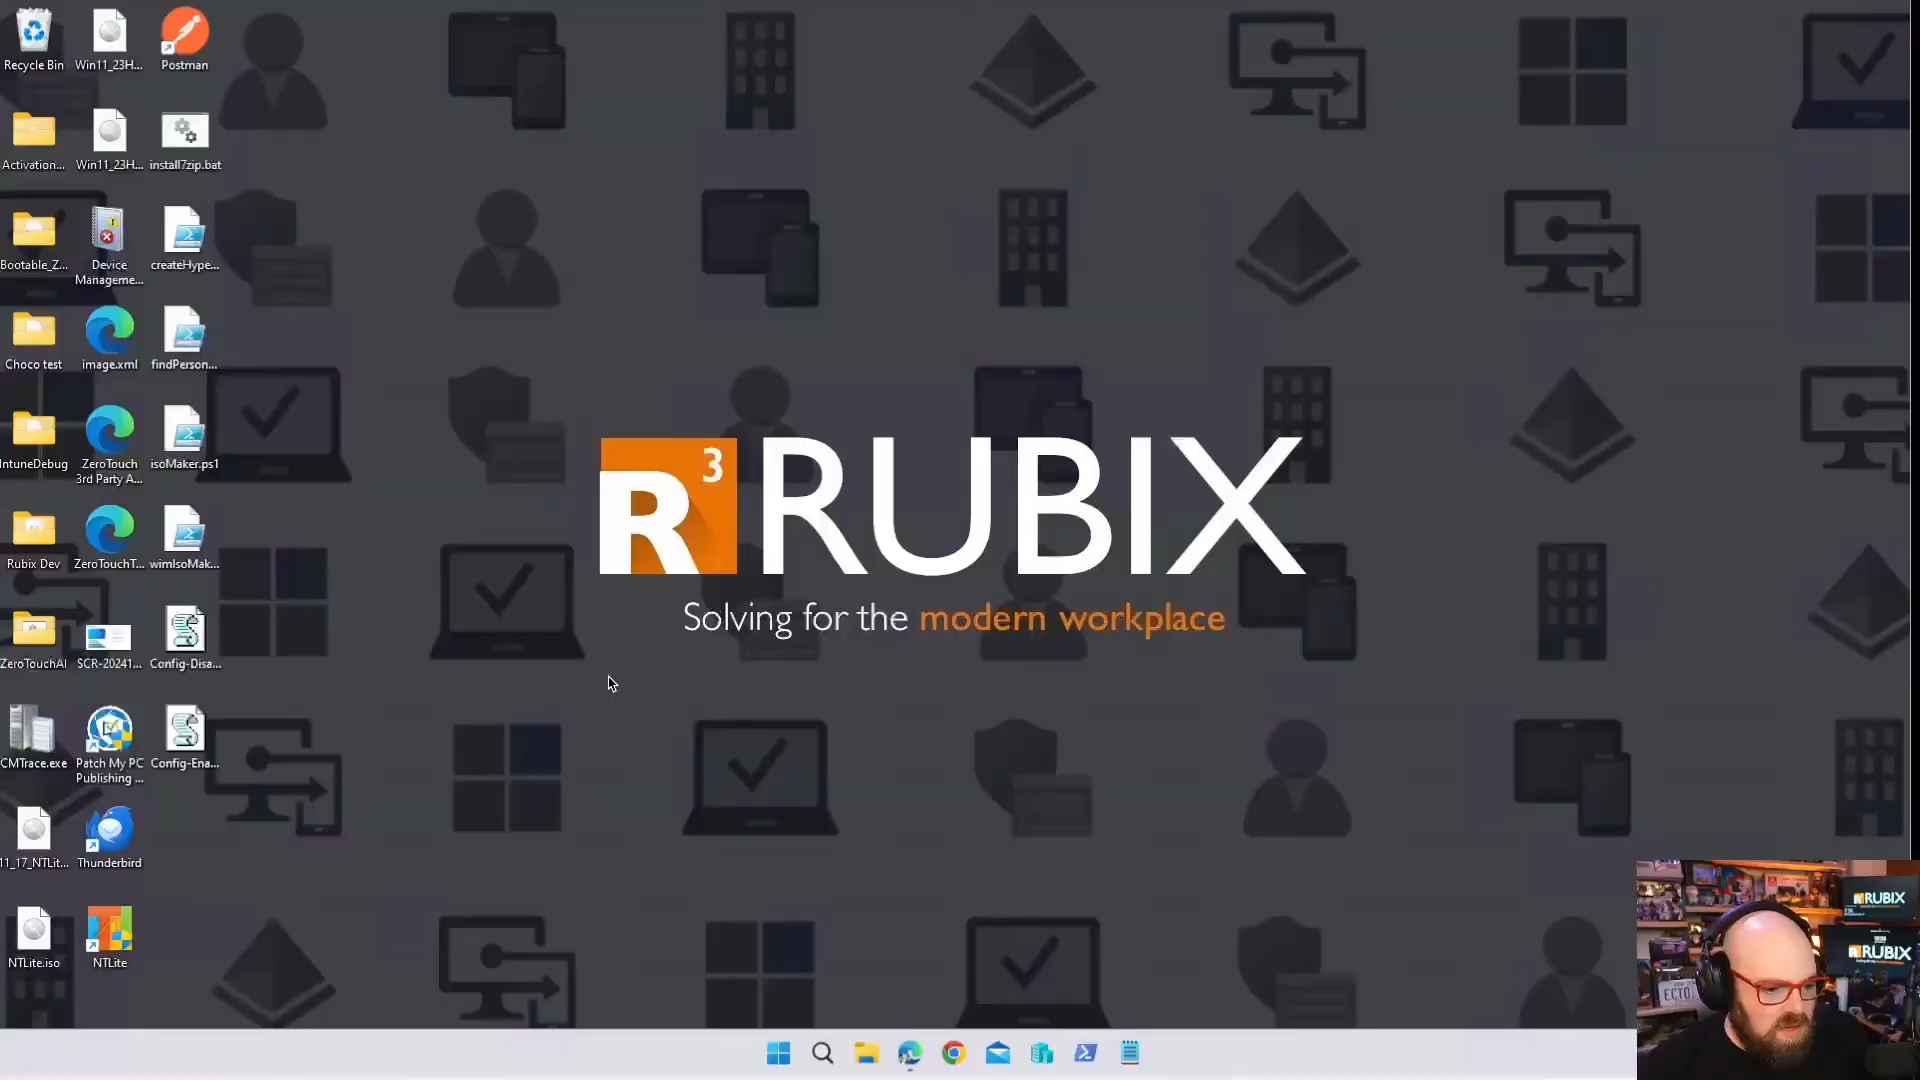 Recycle Bin
Win11_23H...
Postman
Activation...
Win11_23H...
install7zip.bat
Bootable_Z...
Device
Manageme...
createHype...
Choco test
image.xml
findPerson...
IntuneDebug
ZeroTouch
3rd Party A...
isoMaker.ps1
Rubix Dev
ZeroTouchT...
wimIsoMak...
ZeroTouchAI
SCR-20241...
Config-Disa...
CMTrace.exe
Patch My PC
Publishing ...
Config-Ena...
11_17_NTLit...
Thunderbird
NTLite.iso
NTLite
R 3 RUBIX
Solving for the modern workplace
RUBIX
RUBIX
ECTO